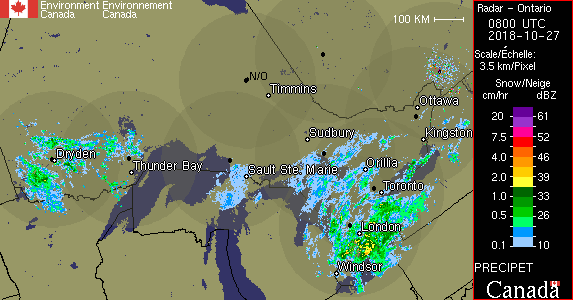 Environment Environnement
Canada Canada
100 KM
N/O
Timmins
Ottawa
Sudbury
Kingston
Dryden
Thunder Bay
Sault Ste. Marie
Orillia
Toronto
London
Windsor
Radar - Ontario
0800 UTC
2018-10-27
Scale/Échelle:
3.5 km/Pixel
Snow/Neige
cm/hr dBZ
20 61
7.5 52
4.0 46
2.0 39
1.0 33
0.5 26
0.1 10
PRECIPET
Canada